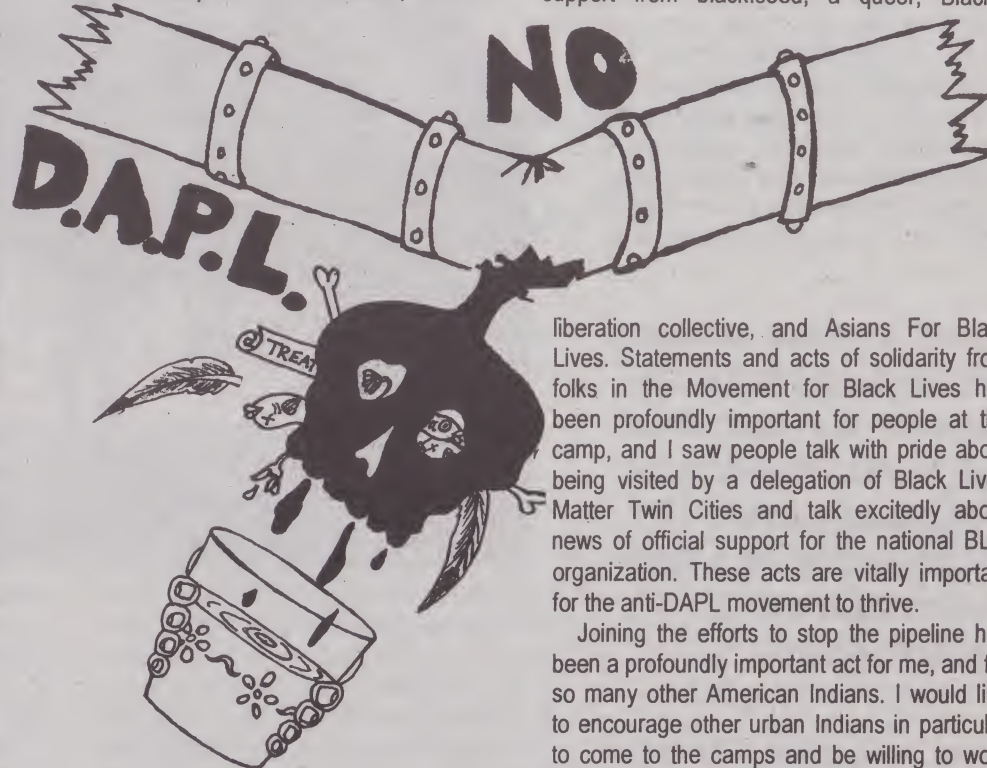 support from blackseed, a queer, Black
NO
D.A.P.L.
TREAT
liberation collective, and Asians For Bla
Lives. Statements and acts of solidarity fro
folks in the Movement for Black Lives h
been profoundly important for people at t
camp, and I saw people talk with pride abo
being visited by a delegation of Black Liv
Matter Twin Cities and talk excitedly abo
news of official support for the national BL
organization. These acts are vitally importa
for the anti-DAPL movement to thrive.
Joining the efforts to stop the pipeline h
been a profoundly important act for me, and f
so many other American Indians. I would li
to encourage other urban Indians in particul
to come to the camps and be willing to wo